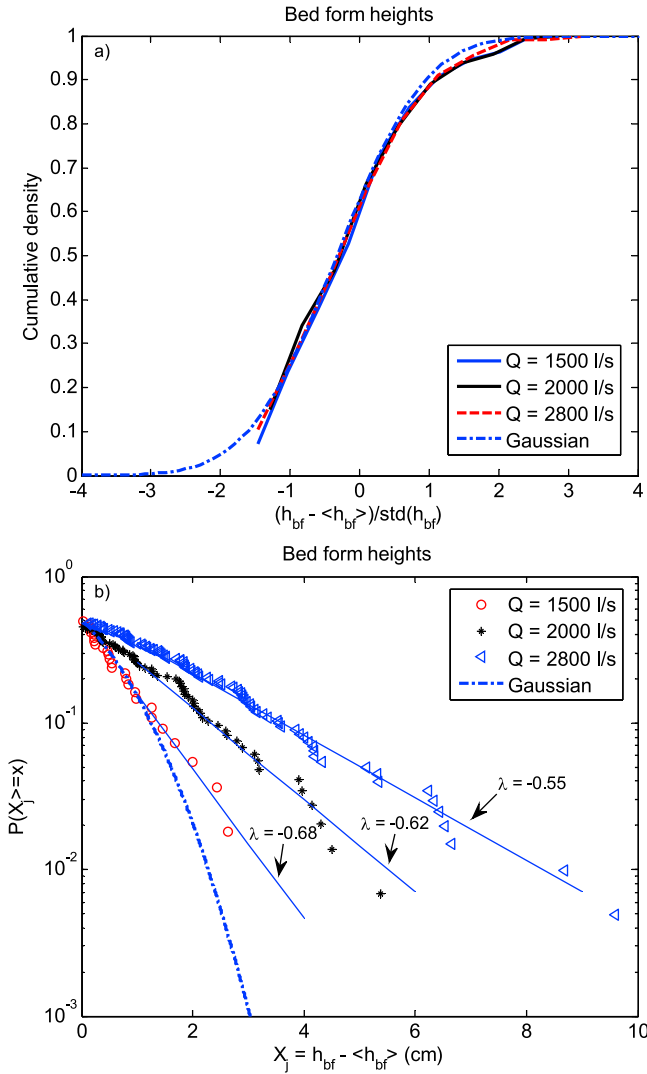 Bed form heights
a)
1
0.9
0.8
0.7
0.6
0.5
0.4
0.3
0.2
0.1
0
Cumulative density
Q = 1500 l/s
Q = 2000 l/s
Q = 2800 l/s
Gaussian
-4 -3 -2 -1 0 1 2 3 4
(h_bf - <h_bf>)/std(h_bf)
Bed form heights
b)
10^0
10^-1
10^-2
10^-3
P(X_j>=x)
Q = 1500 l/s
Q = 2000 l/s
Q = 2800 l/s
Gaussian
λ = -0.55
λ = -0.62
λ = -0.68
0 2 4 6 8 10
X_j = h_bf - <h_bf> (cm)